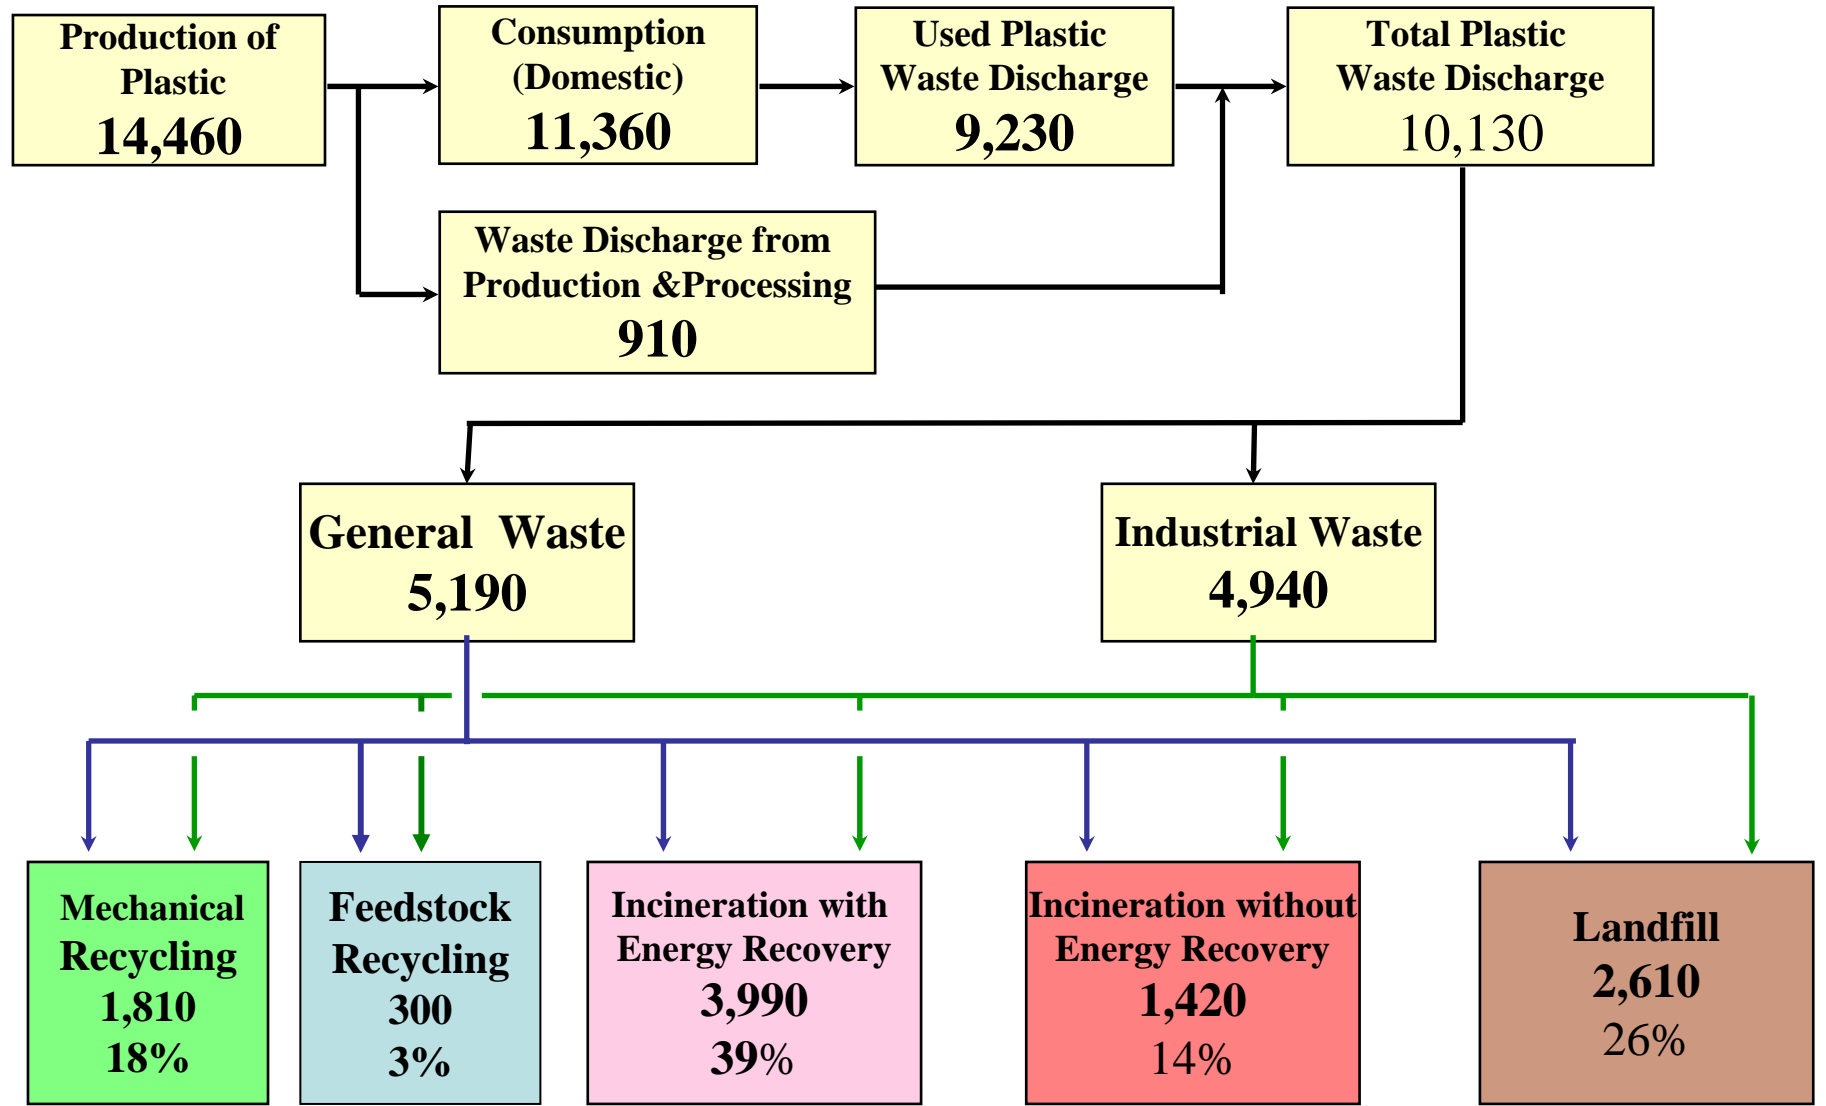 Production of
Plastic
14,460
Consumption
(Domestic)
11,360
Used Plastic
Waste Discharge
9,230
Total Plastic
Waste Discharge
10,130
Waste Discharge from
Production &Processing
910
General Waste
5,190
Industrial Waste
4,940
Mechanical
Recycling
1,810
18%
Feedstock
Recycling
300
3%
Incineration with
Energy Recovery
3,990
39%
Incineration without
Energy Recovery
1,420
14%
Landfill
2,610
26%